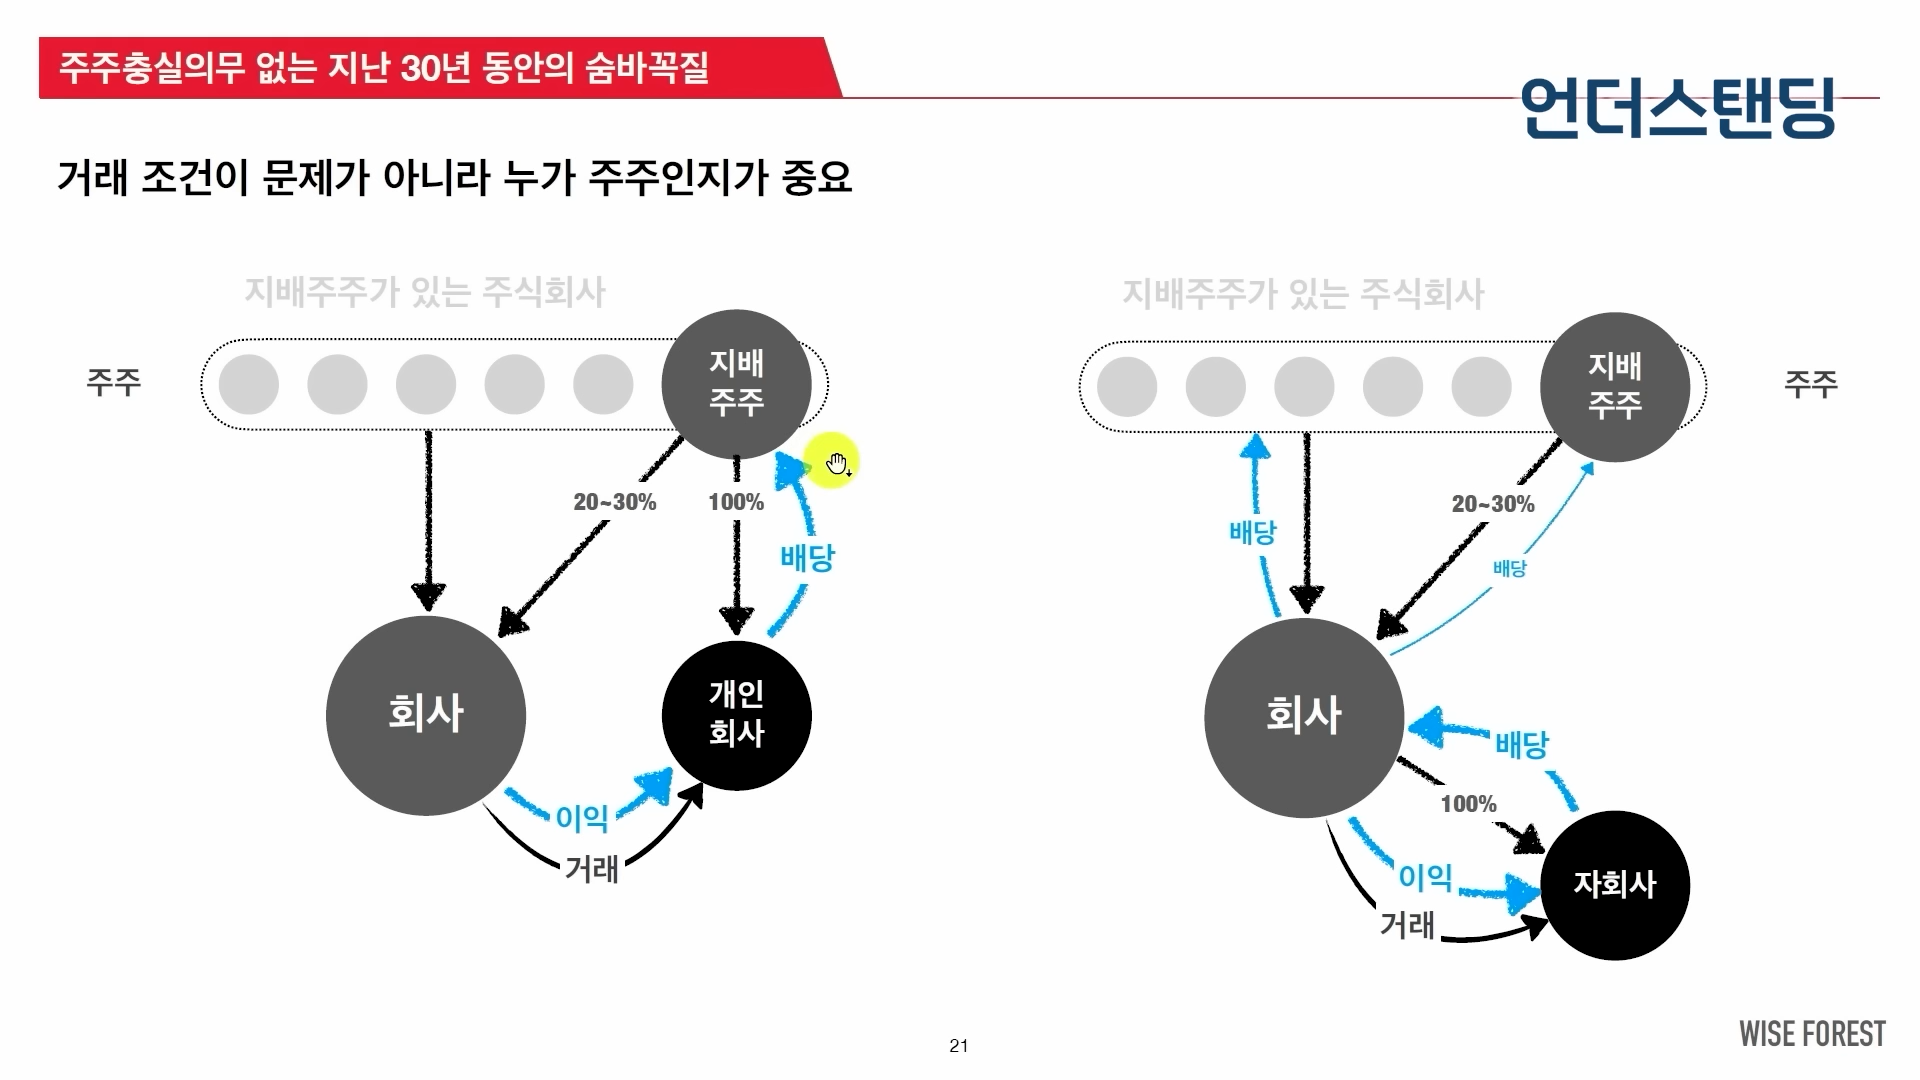 주주충실의무 없는 지난 30년 동안의 숨바꼭질
언더스탠딩
거래 조건이 문제가 아니라 누가 주주인지가 중요
지배주주가 있는 주식회사
주주
지배
주주
20~30%
100%
배당
회사
개인
회사
이익
거래
지배주주가 있는 주식회사
지배
주주
주주
20~30%
배당
배당
회사
배당
100%
자회사
이익
거래
WISE FOREST
21